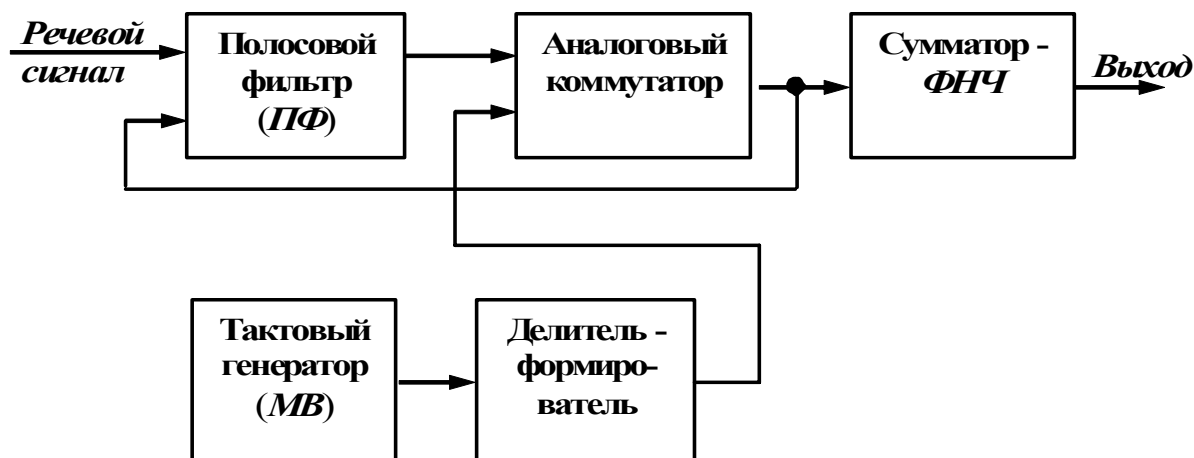 Речевой
сигнал
Полосовой
фильтр
(ПФ)
Аналоговый
коммутатор
Сумматор -
ФНЧ
Выход
Тактовый
генератор
(МВ)
Делитель -
формиро-
ватель